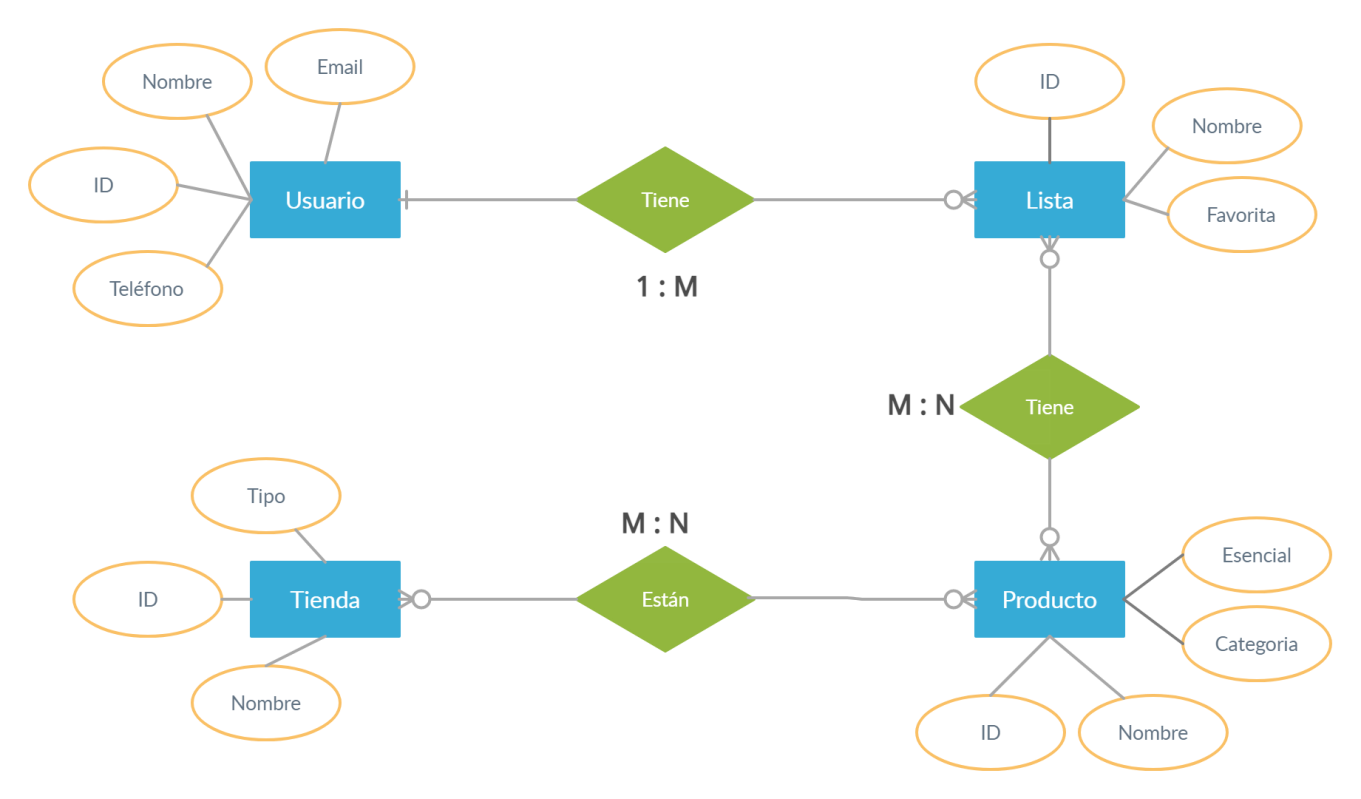 Email
Nombre
ID
Teléfono
Usuario
Tiene
1 : M
ID
Nombre
Favorita
Lista
M : N
Tiene
Tipo
ID
Nombre
Tienda
M : N
Están
Producto
Esencial
Categoria
ID
Nombre